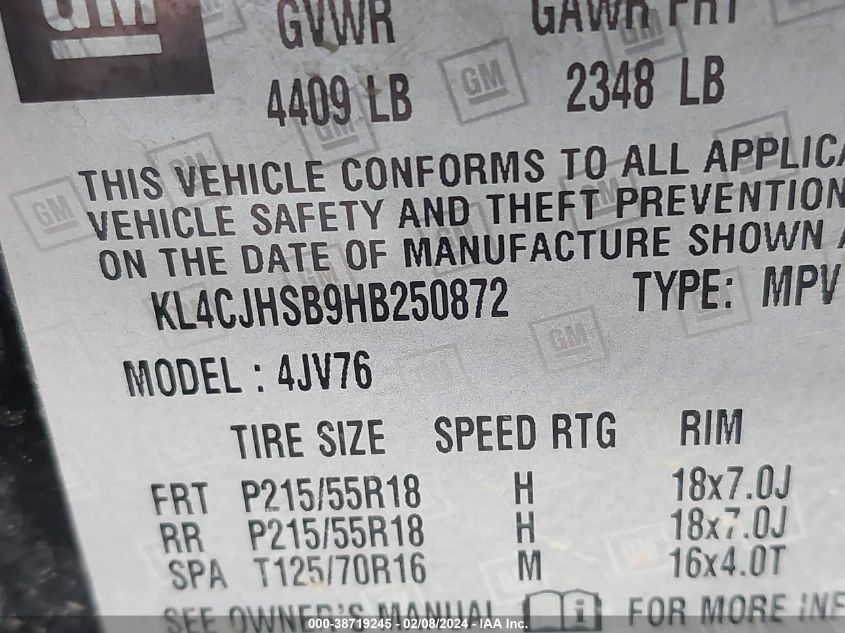 GM
GVWR GAWR FRT
4409 LB 2348 LB
THIS VEHICLE CONFORMS TO ALL
VEHICLE SAFETY AND THEFT PREVENTION
ON THE DATE OF MANUFACTURE SHOWN
KL4CJHSB9HB250872 TYPE: MPV
MODEL : 4JV76
TIRE SIZE SPEED RTG RIM
FRT P215/55R18 H 18x7.0J
RR P215/55R18 H 18x7.0J
SPA T125/70R16 M 16x4.0T
SEE OWNER'S MANUAL i FOR MORE
000-38719245 - 02/08/2024 - IAA Inc.